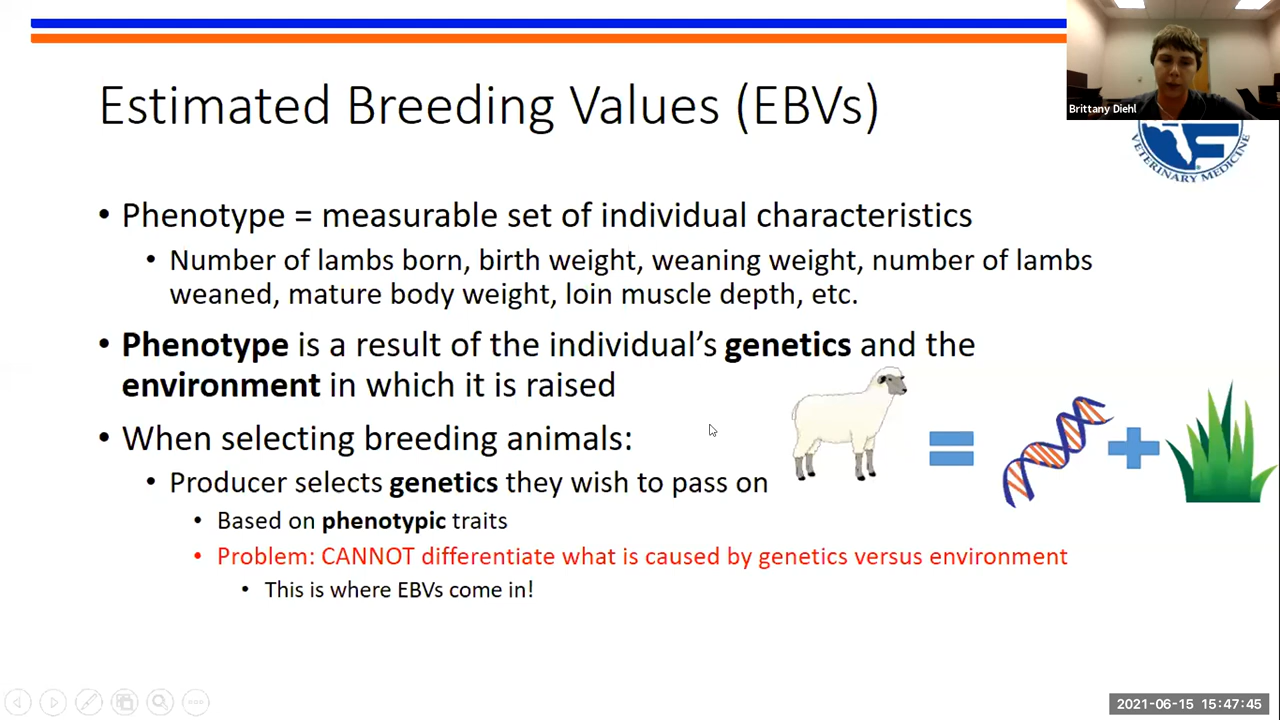 Estimated Breeding Values (EBVs)
Brittany Diehl
VETERINARY MEDICINE
• Phenotype = measurable set of individual characteristics
• Number of lambs born, birth weight, weaning weight, number of lambs
weaned, mature body weight, loin muscle depth, etc.
• Phenotype is a result of the individual's genetics and the
environment in which it is raised
• When selecting breeding animals:
• Producer selects genetics they wish to pass on
• Based on phenotypic traits
• Problem: CANNOT differentiate what is caused by genetics versus environment
• This is where EBVs come in!
2021-06-15 15:47:45